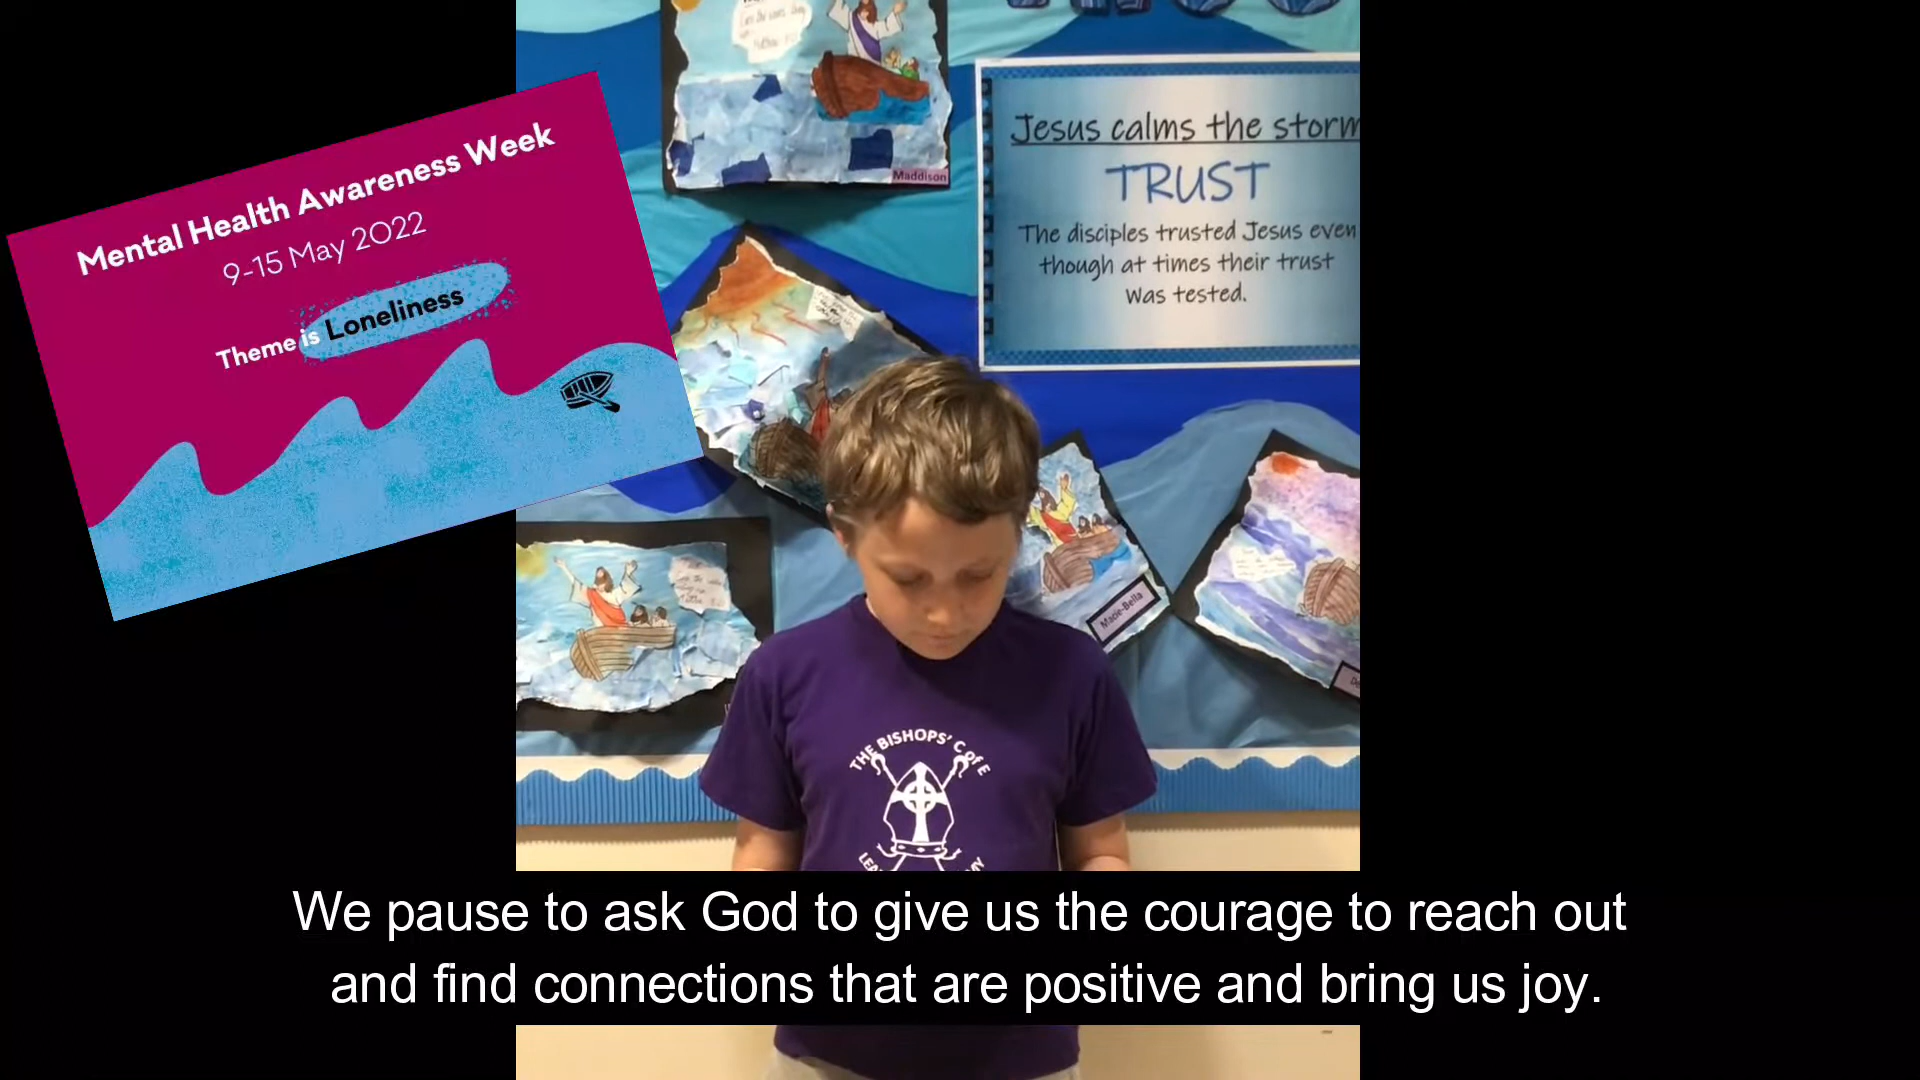 Mental Health Awareness Week
9-15 May 2022
Theme is Loneliness
Maddison
Jesus calms the storm
TRUST
The disciples trusted Jesus even
though at times their trust
was tested.
Macie-Bella
THE BISHOPS' C of E
We pause to ask God to give us the courage to reach out
and find connections that are positive and bring us joy.